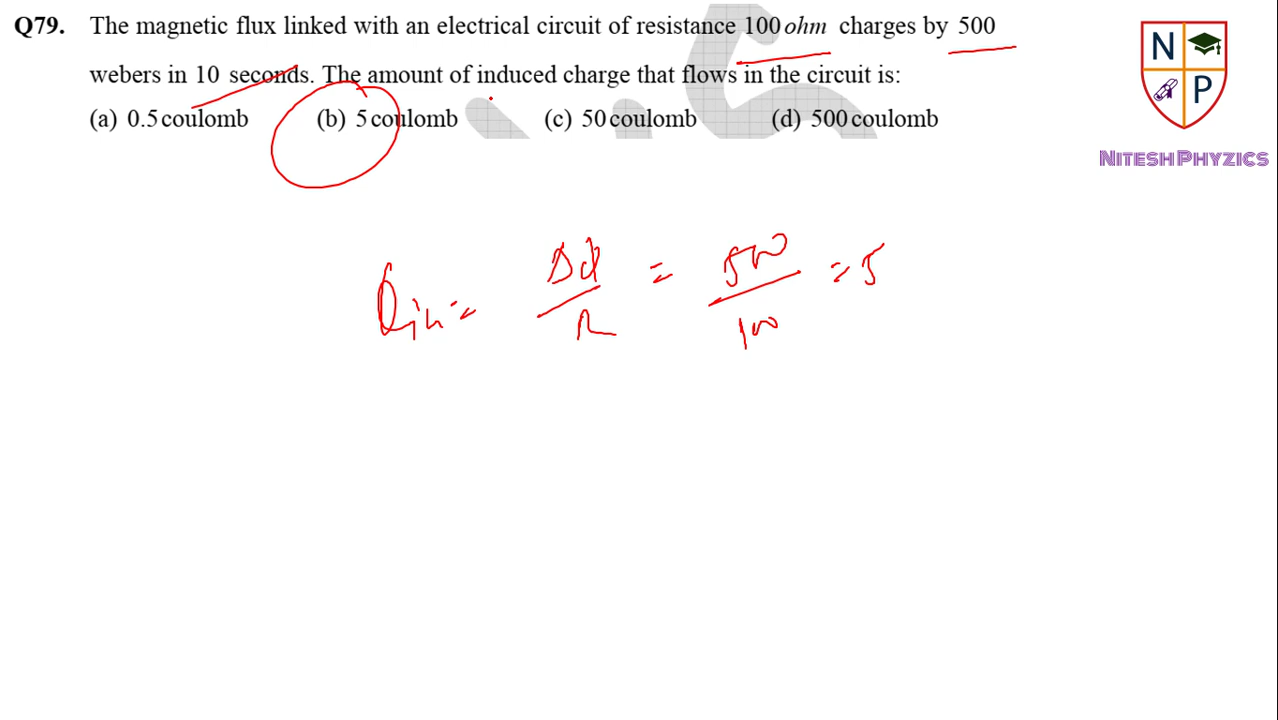 Q79. The magnetic flux linked with an electrical circuit of resistance 100 ohm charges by 500
webers in 10 seconds. The amount of induced charge that flows in the circuit is:
(a) 0.5 coulomb (b) 5 coulomb (c) 50 coulomb (d) 500 coulomb
N
P
NITESH PHYZICS
Qin = Δϕ/R = 500/100 = 5